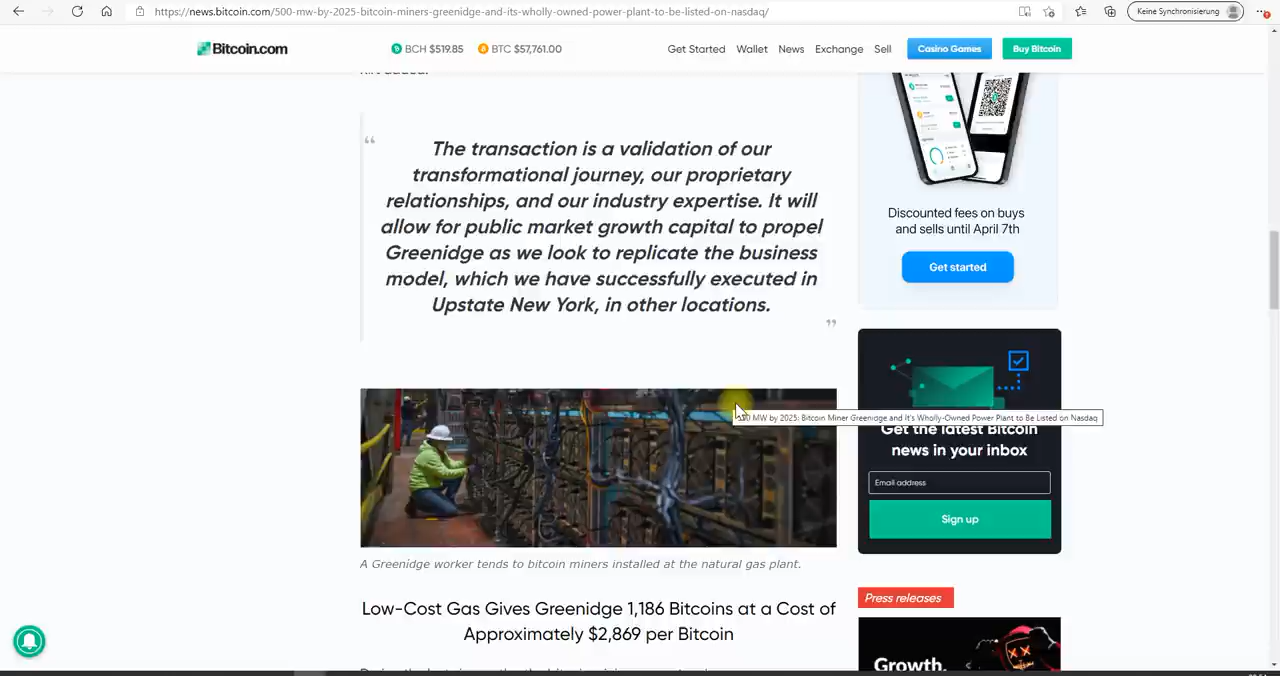 https://news.bitcoin.com/500-mw-by-2025-bitcoin-miners-greenidge-and-its-wholly-owned-power-plant-to-be-listed-on-nasdaq/
Keine Synchronisierung
Bitcoin.com
BCH $519.85
BTC $57,761.00
Get Started
Wallet
News
Exchange
Sell
Casino Games
Buy Bitcoin
“
The transaction is a validation of our
transformational journey, our proprietary
relationships, and our industry expertise. It will
allow for public market growth capital to propel
Greenidge as we look to replicate the business
model, which we have successfully executed in
Upstate New York, in other locations.
”
A Greenidge worker tends to bitcoin miners installed at the natural gas plant.
Low-Cost Gas Gives Greenidge 1,186 Bitcoins at a Cost of
Approximately $2,869 per Bitcoin
Discounted fees on buys
and sells until April 7th
Get started
MW by 2025: Bitcoin Miner Greenidge and It's Wholly-Owned Power Plant to Be Listed on Nasdaq
Get the latest Bitcoin
news in your inbox
Email address
Sign up
Press releases
Growth.